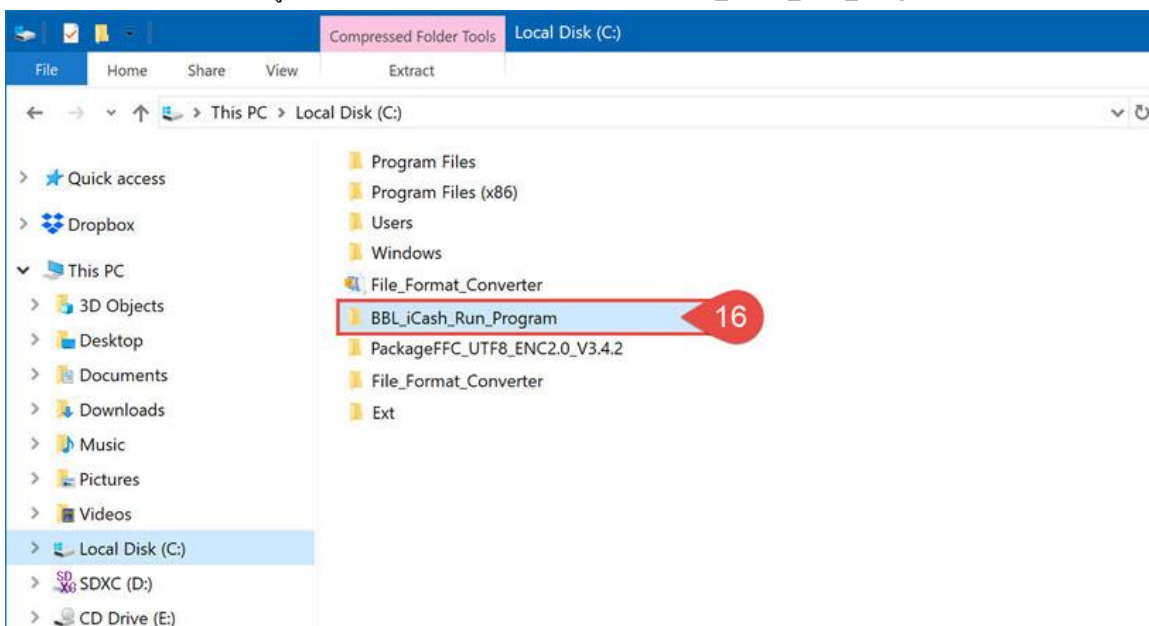 Compressed Folder Tools Local Disk (C:)
File Home Share View Extract
This PC > Local Disk (C:)
Quick access
Dropbox
This PC
3D Objects
Desktop
Documents
Downloads
Music
Pictures
Videos
Local Disk (C:)
SDXC (D:)
CD Drive (E:)
Program Files
Program Files (x86)
Users
Windows
File_Format_Converter
BBL_iCash_Run_Program 16
PackageFFC_UTF8_ENC2.0_V3.4.2
File_Format_Converter
Ext